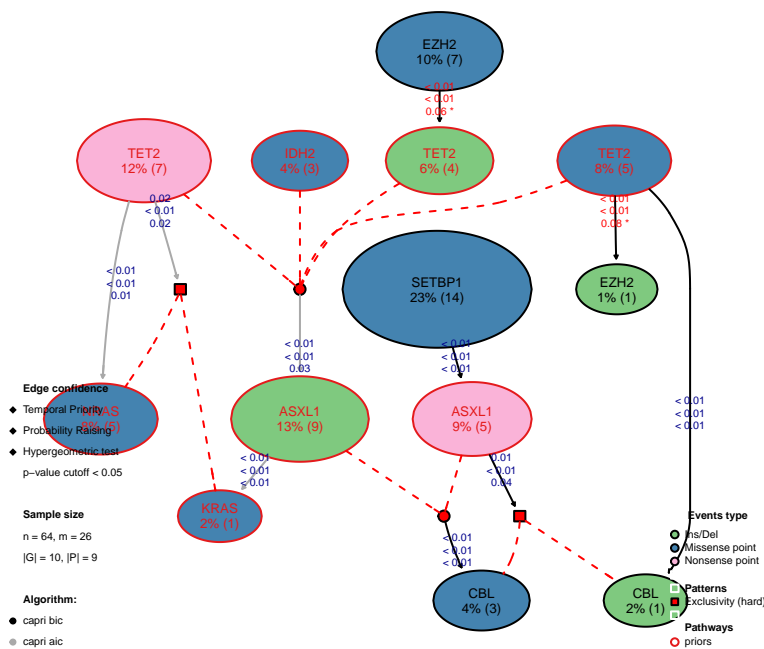 EZH2
10% (7)
< 0.01
< 0.01
0.06 *
TET2
12% (7)
IDH2
4% (3)
TET2
6% (4)
TET2
8% (5)
0.02
< 0.01
0.02
< 0.01
< 0.01
0.08 *
< 0.01
< 0.01
0.01
SETBP1
23% (14)
EZH2
1% (1)
< 0.01
< 0.01
0.03
< 0.01
< 0.01
< 0.01
Edge confidence
Temporal Priority
Probability Raising
Hypergeometric test
p−value cutoff < 0.05
8% (5)
ASXL1
13% (9)
ASXL1
9% (5)
< 0.01
< 0.01
< 0.01
< 0.01
< 0.01
< 0.01
0.01
< 0.01
0.04
KRAS
2% (1)
Sample size
n = 64, m = 26
|G| = 10, |P| = 9
< 0.01
< 0.01
< 0.01
Events type
Ins/Del
Missense point
Nonsense point
CBL
4% (3)
CBL
2% (1)
Patterns
Exclusivity (hard)
Pathways
priors
Algorithm:
capri bic
capri aic